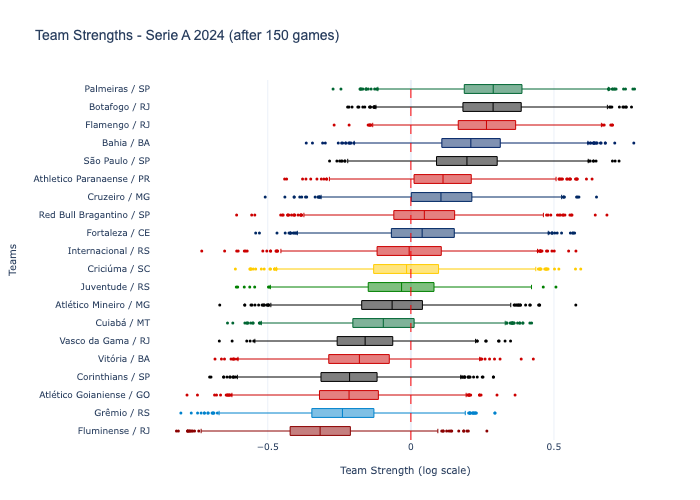 Team Strengths - Serie A 2024 (after 150 games)
Palmeiras / SP
Botafogo / RJ
Flamengo / RJ
Bahia / BA
São Paulo / SP
Athletico Paranaense / PR
Cruzeiro / MG
Red Bull Bragantino / SP
Fortaleza / CE
Internacional / RS
Criciúma / SC
Juventude / RS
Atlético Mineiro / MG
Cuiabá / MT
Vasco da Gama / RJ
Vitória / BA
Corinthians / SP
Atlético Goianiense / GO
Grêmio / RS
Fluminense / RJ
Teams
−0.5 0 0.5
Team Strength (log scale)